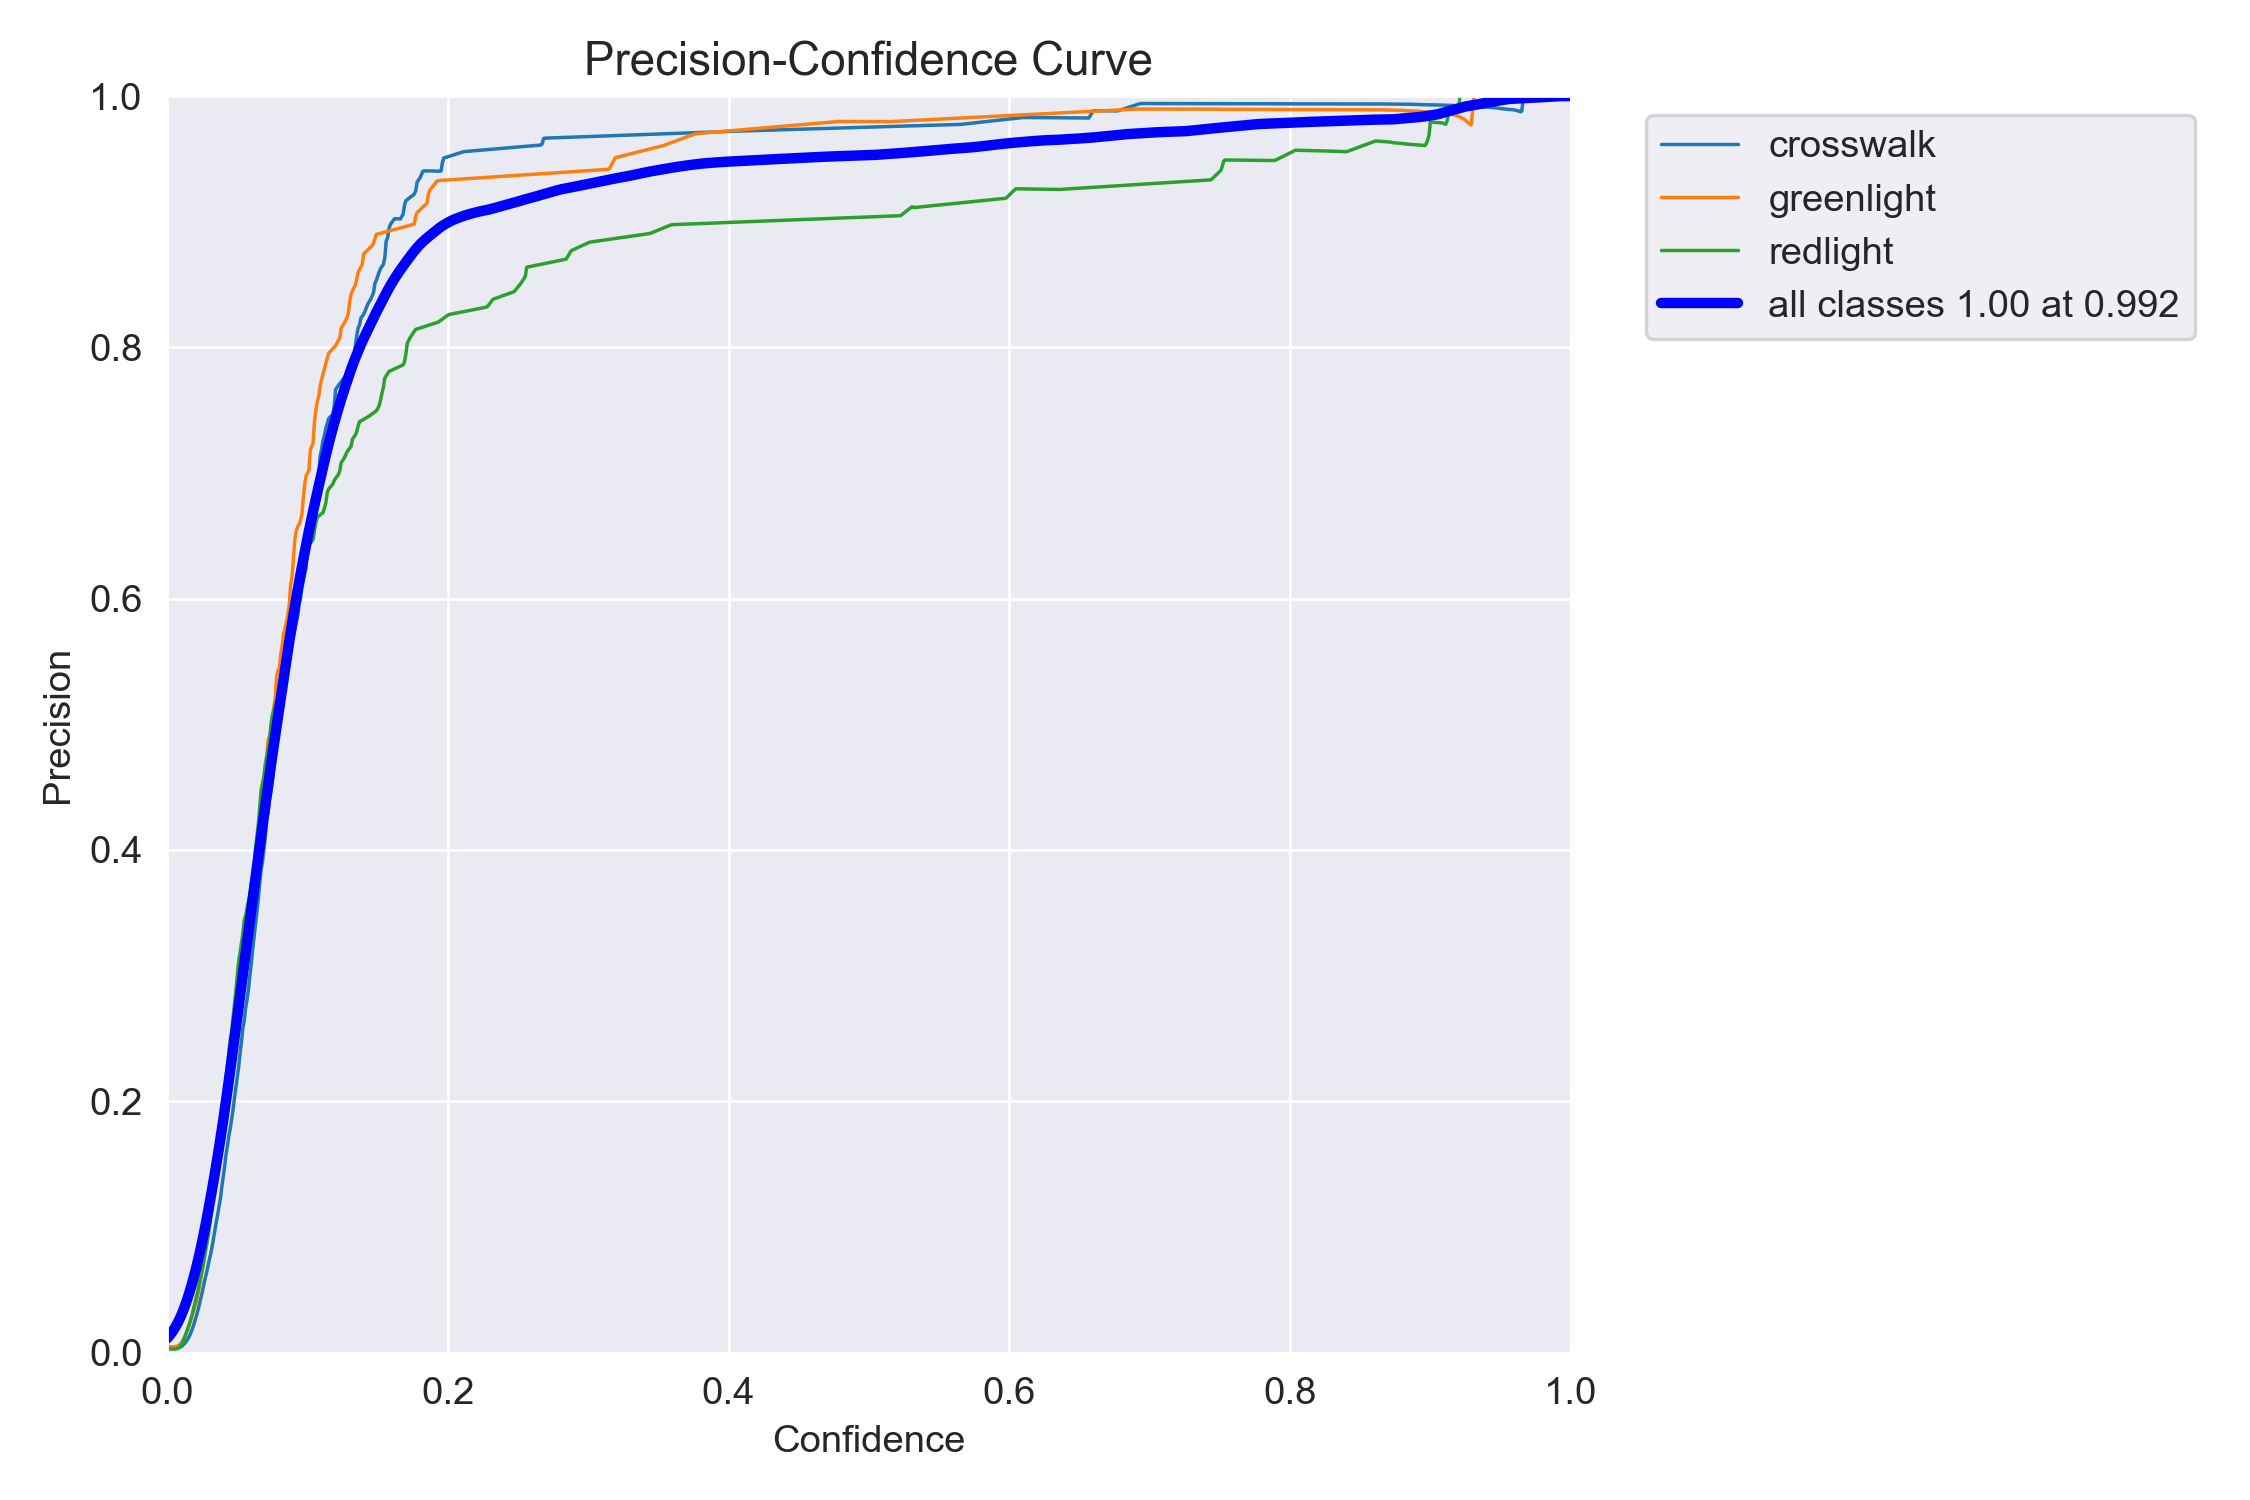 Precision-Confidence Curve
1.0
0.8
0.6
0.4
0.2
0.0
Precision
0.0 0.2 0.4 0.6 0.8 1.0
Confidence
crosswalk
greenlight
redlight
all classes 1.00 at 0.992